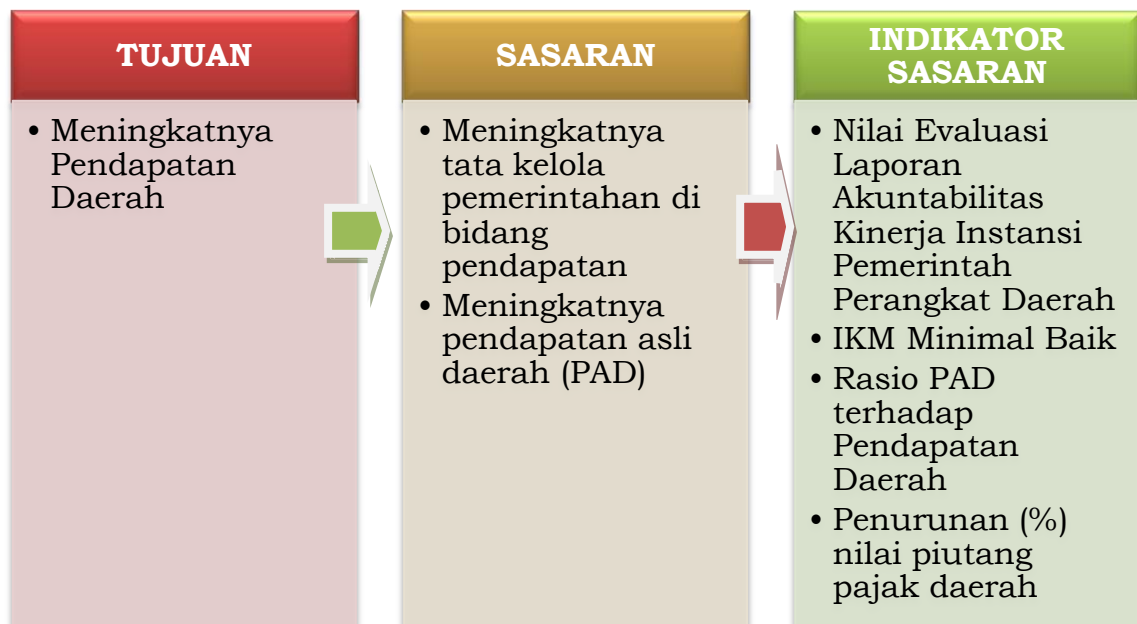 TUJUAN
• Meningkatnya
Pendapatan
Daerah
SASARAN
• Meningkatnya
tata kelola
pemerintahan di
bidang
pendapatan
• Meningkatnya
pendapatan asli
daerah (PAD)
INDIKATOR
SASARAN
• Nilai Evaluasi
Laporan
Akuntabilitas
Kinerja Instansi
Pemerintah
Perangkat Daerah
• IKM Minimal Baik
• Rasio PAD
terhadap
Pendapatan
Daerah
• Penurunan (%)
nilai piutang
pajak daerah